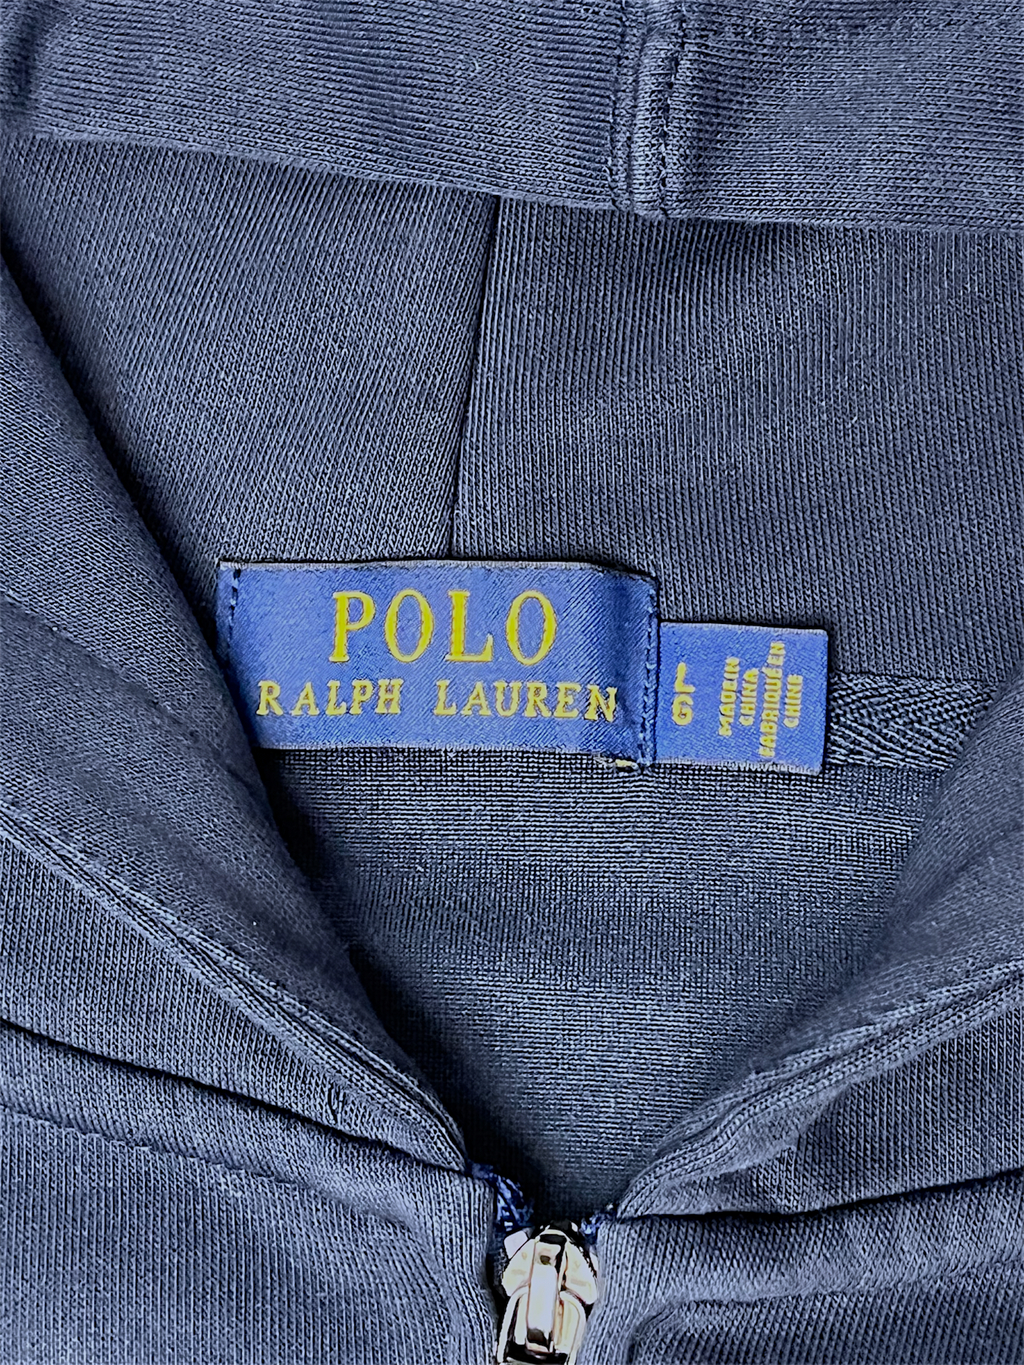 POLO
RALPH LAUREN
L
G
MADE IN
CHINA
FABRIQUÉ EN
CHINE